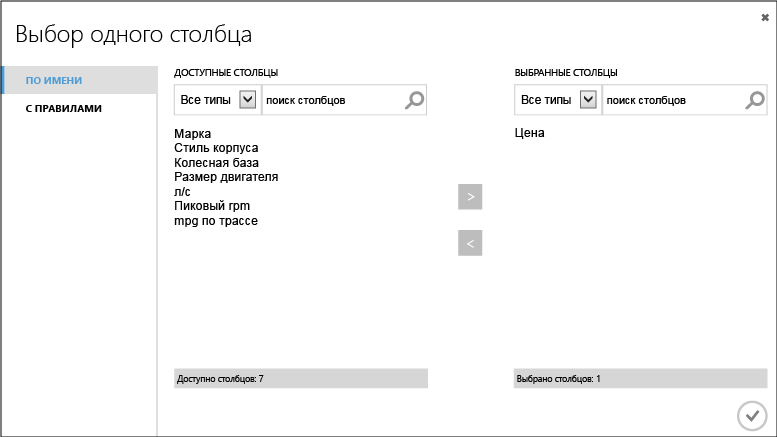 Выбор одного столбца
ПО ИМЕНИ
С ПРАВИЛАМИ
ДОСТУПНЫЕ СТОЛБЦЫ
Все типы
поиск столбцов
Марка
Стиль корпуса
Колесная база
Размер двигателя
л/с
Пиковый rpm
mpg по трассе
Доступно столбцов: 7
>
<
ВЫБРАННЫЕ СТОЛБЦЫ
Все типы
поиск столбцов
Цена
Выбрано столбцов: 1